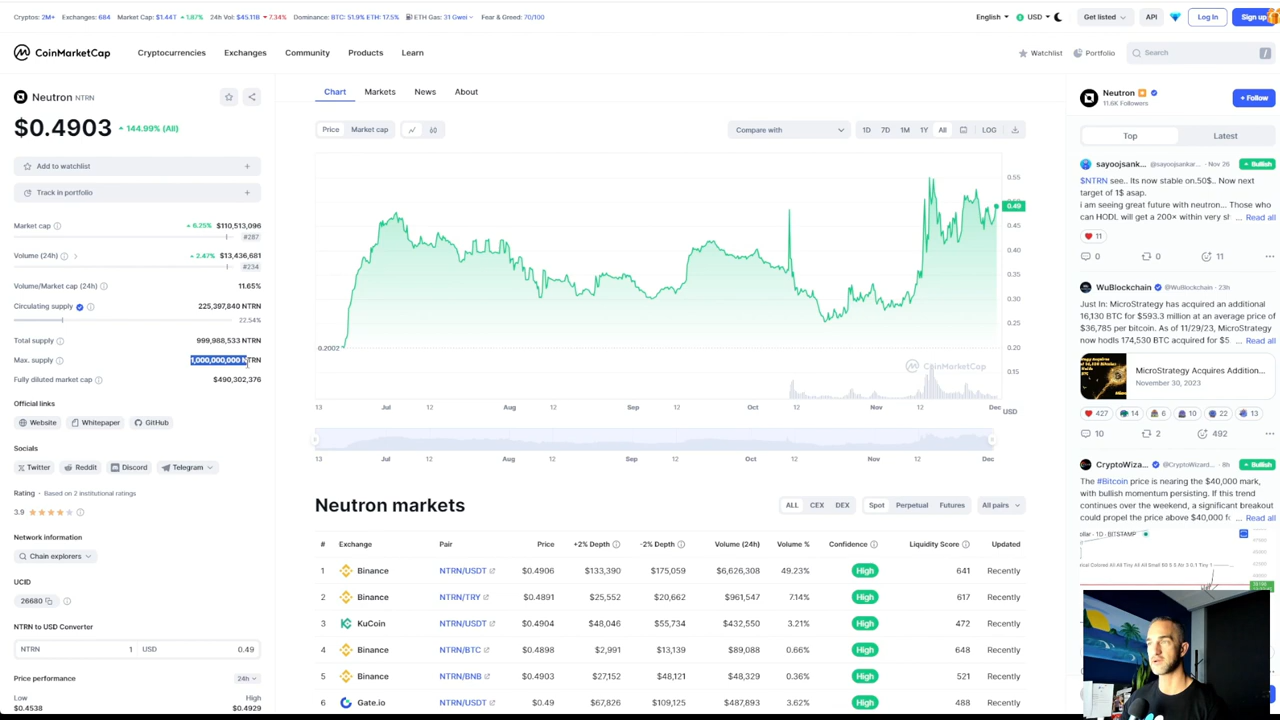 Cryptos: 2M+ Exchanges: 684 Market Cap: $1.44T 1.87% 24h Vol: $45.11B 7.34% Dominance: BTC: 51.9% ETH: 17.5% ETH Gas: 31 Gwei Fear & Greed: 70/100
English USD Get listed API Log In Sign up
CoinMarketCap Cryptocurrencies Exchanges Community Products Learn
Watchlist Portfolio Search /
Neutron NTRN
$0.4903 144.99% (All)
Add to watchlist +
Track in portfolio +
Market cap 6.25% $110,513,096
#287
Volume (24h) 2.47% $13,436,681
#234
Volume/Market cap (24h) 11.65%
Circulating supply 225,397,840 NTRN
22.54%
Total supply 999,988,533 NTRN
Max. supply 1,000,000,000 NTRN
Fully diluted market cap $490,302,376
Official links
Website Whitepaper GitHub
Socials
Twitter Reddit Discord Telegram
Rating · Based on 2 institutional ratings
3.9
Network information
Chain explorers
UCID
26680
NTRN to USD Converter
NTRN 1 USD 0.49
Price performance 24h
Low High
$0.4538 $0.4929
Chart Markets News About
Price Market cap
Compare with 1D 7D 1M 1Y All LOG
0.55
0.49
0.45
0.40
0.35
0.30
0.25
0.20
0.15
0.2002
CoinMarketCap
13 Jul 12 Aug 12 Sep 12 Oct 12 Nov 12 Dec USD
13 Jul 12 Aug 12 Sep 12 Oct 12 Nov 12 Dec
Neutron markets
ALL CEX DEX Spot Perpetual Futures All pairs
# Exchange Pair Price +2% Depth -2% Depth Volume (24h) Volume % Confidence Liquidity Score Updated
1 Binance NTRN/USDT $0.4906 $133,390 $175,059 $6,626,308 49.23% High 641 Recently
2 Binance NTRN/TRY $0.4891 $25,552 $20,662 $961,547 7.14% High 617 Recently
3 KuCoin NTRN/USDT $0.4904 $48,046 $55,734 $432,550 3.21% High 472 Recently
4 Binance NTRN/BTC $0.4898 $2,991 $13,139 $89,088 0.66% High 648 Recently
5 Binance NTRN/BNB $0.4903 $27,152 $48,121 $48,329 0.36% High 521 Recently
6 Gate.io NTRN/USDT $0.49 $67,826 $109,125 $487,893 3.62% High 488 Recently
Neutron
11.6K Followers
+ Follow
Top Latest
sayoojsank... @sayoojsankar... · Nov 26 Bullish
$NTRN see.. Its now stable on.50$.. Now next
target of 1$ asap.
i am seeing great future with neutron... Those who
can HODL will get a 200× within very sh ... Read all
11
0 0 11 ...
WuBlockchain @WuBlockchain · 23h
Just In: MicroStrategy has acquired an additional
16,130 BTC for $593.3 million at an average price of
$36,785 per bitcoin. As of 11/29/23, MicroStrategy
now hodls 174,530 BTC acquired for $5 ... Read all
MicroStrategy Acquires Addition...
November 30, 2023
427 14 6 10 22 13
10 2 492 ...
CryptoWiza... @CryptoWizard... · 8h Bullish
The #Bitcoin price is nearing the $40,000 mark,
with bullish momentum persisting. If this trend
continues over the weekend, a significant breakout
could propel the price above $40,000 ... Read all
ollar · 1D · BITSTAMP